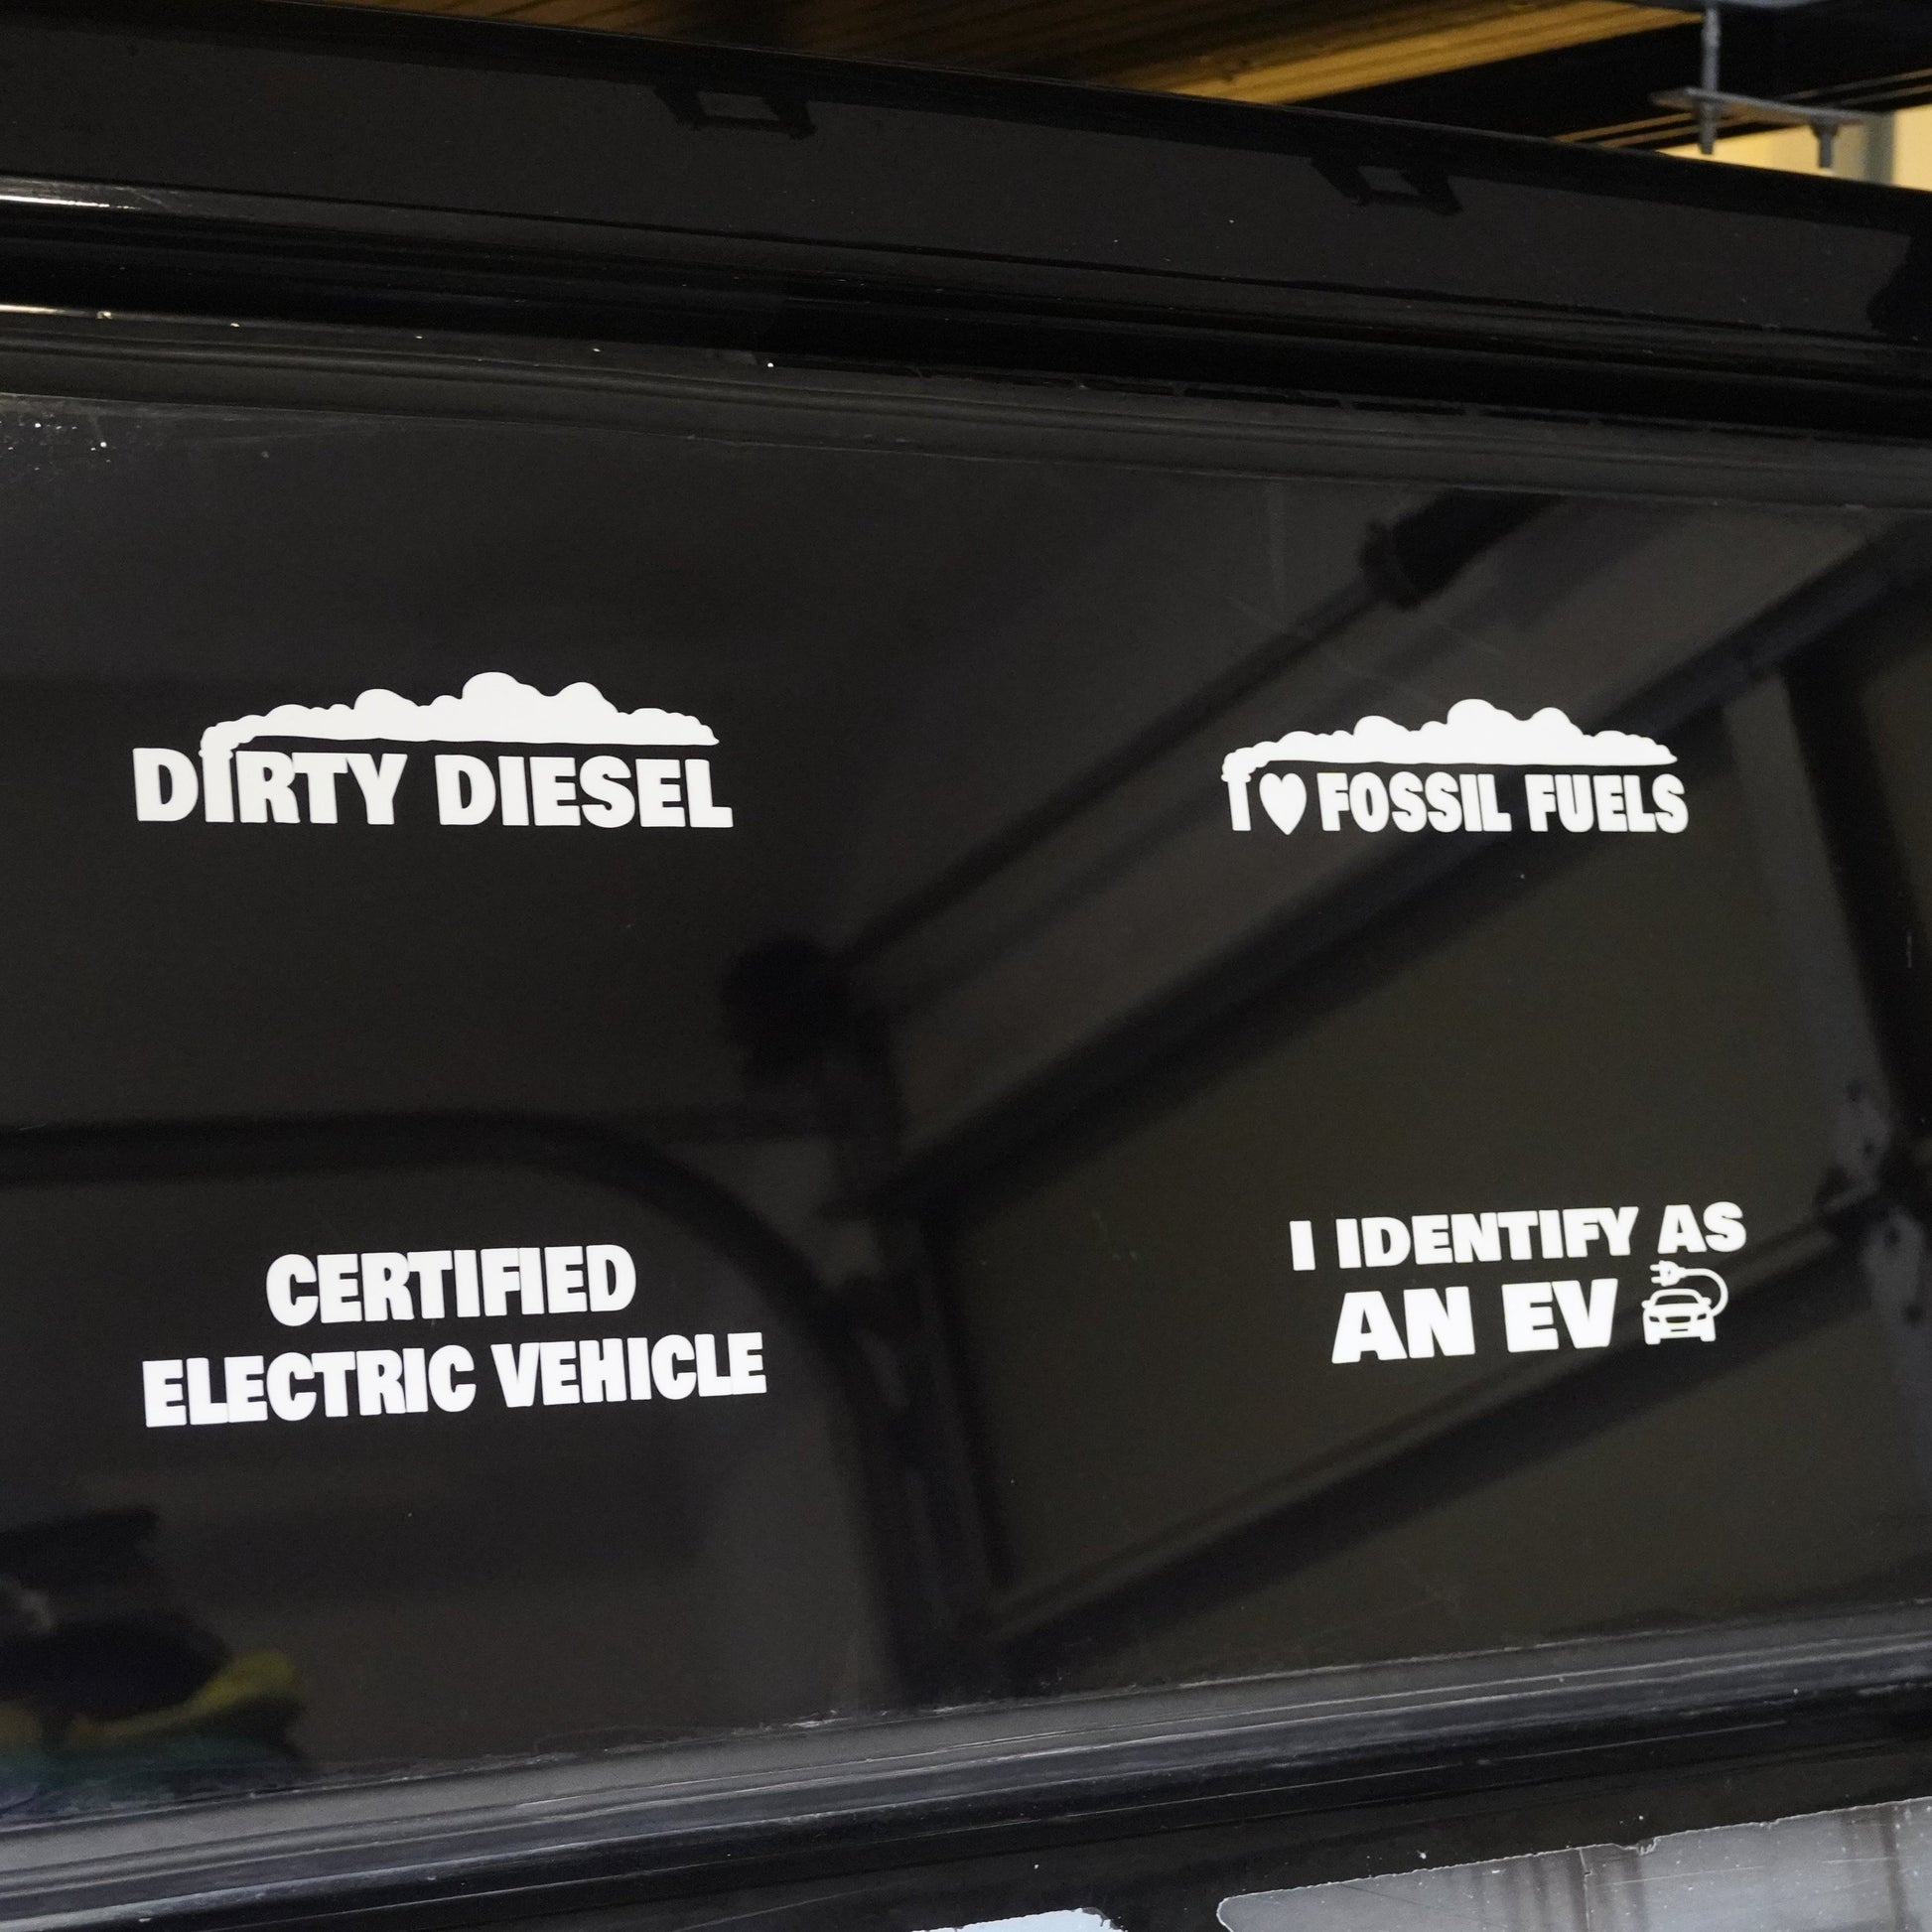 DIRTY DIESEL
I ♥ FOSSIL FUELS
CERTIFIED
ELECTRIC VEHICLE
I IDENTIFY AS
AN EV